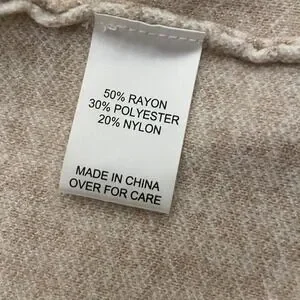 50% RAYON
30% POLYESTER
20% NYLON
MADE IN CHINA
OVER FOR CARE